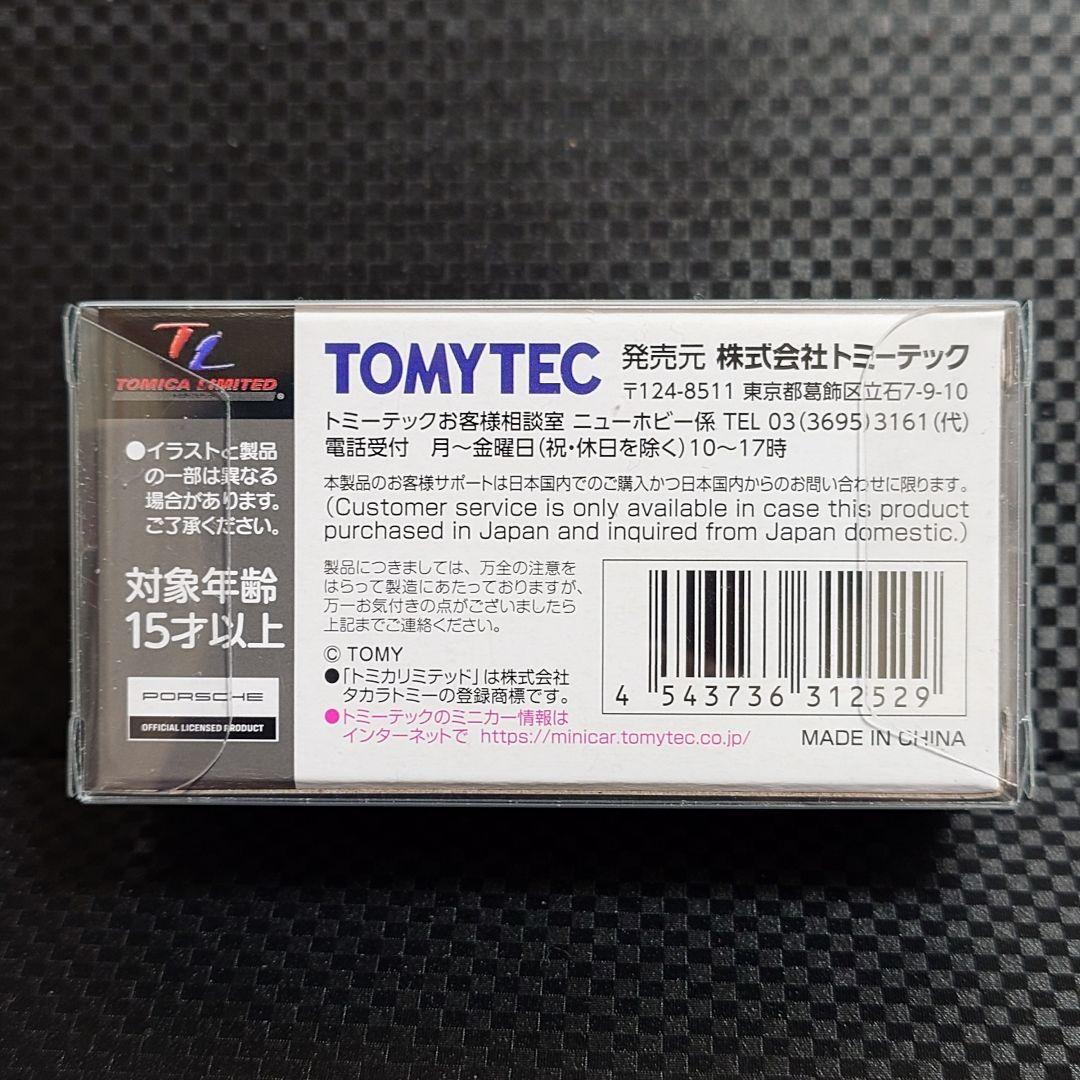 TL
TOMICA LIMITED ®
●イラストと製品
の一部は異なる
場合があります。
ご了承ください。
対象年齢
15才以上
PORSCHE
OFFICIAL LICENSED PRODUCT
TOMYTEC 発売元 株式会社トミーテック
〒124-8511 東京都葛飾区立石7-9-10
トミーテックお客様相談室 ニューホビー係 TEL 03(3695)3161(代)
電話受付 月〜金曜日(祝・休日を除く)10〜17時
本製品のお客様サポートは日本国内でのご購入かつ日本国内からのお問い合わせに限ります。
(Customer service is only available in case this product
purchased in Japan and inquired from Japan domestic.)
製品につきましては、万全の注意を
はらって製造にあたっておりますが、
万一お気付きの点がございましたら
上記までご連絡ください。
© TOMY
●「トミカリミテッド」は株式会社
タカラトミーの登録商標です。
●トミーテックのミニカー情報は
インターネットで https://minicar.tomytec.co.jp/
4 543736 312529
MADE IN CHINA